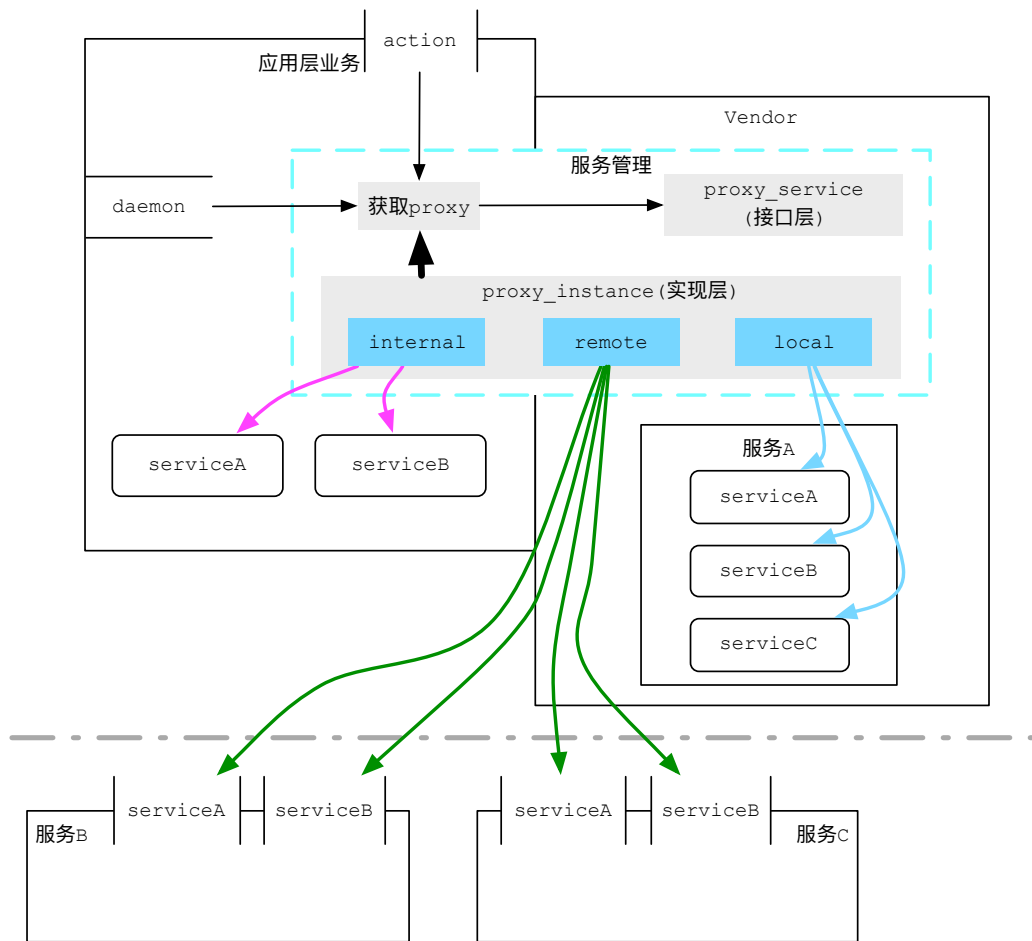 action
应用层业务
Vendor
服务管理
daemon
获取proxy
proxy_service
(接口层)
proxy_instance(实现层)
internal
remote
local
serviceA
serviceB
服务A
serviceA
serviceB
serviceC
serviceA
serviceB
服务B
serviceA
serviceB
服务C